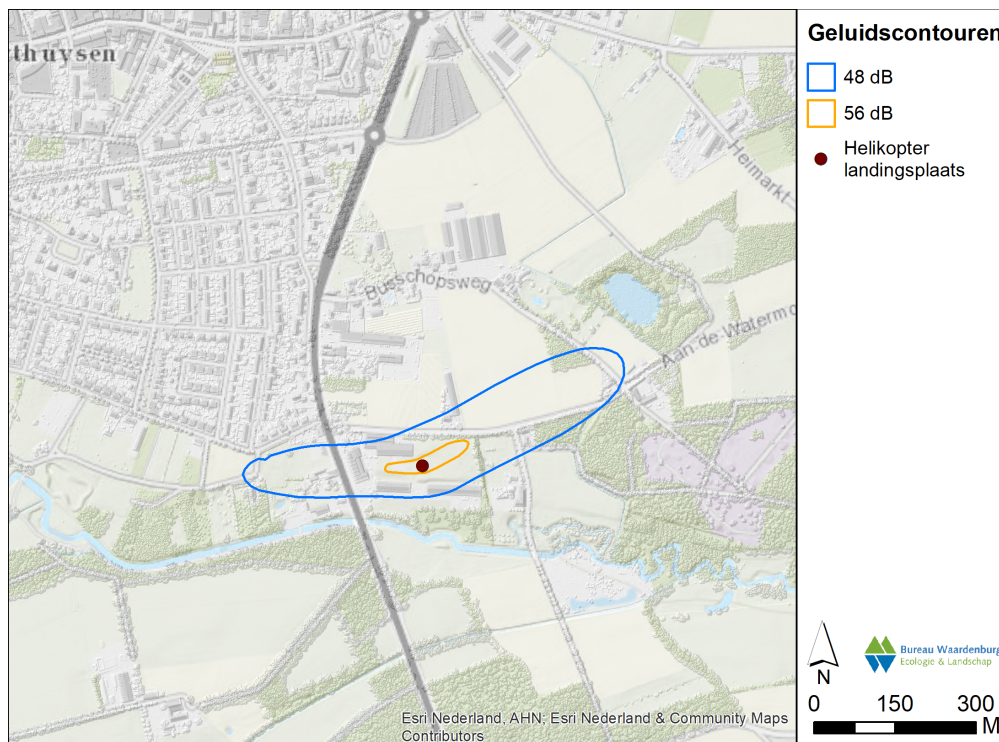 thuysen
Heimarkt
Busschopsweg
Aan de Watermo
Esri Nederland, AHN, Esri Nederland & Community Maps
Contributors
Geluidscontouren
48 dB
56 dB
Helikopter
landingsplaats
N
Bureau Waardenburg
Ecologie & Landschap
0 150 300
M